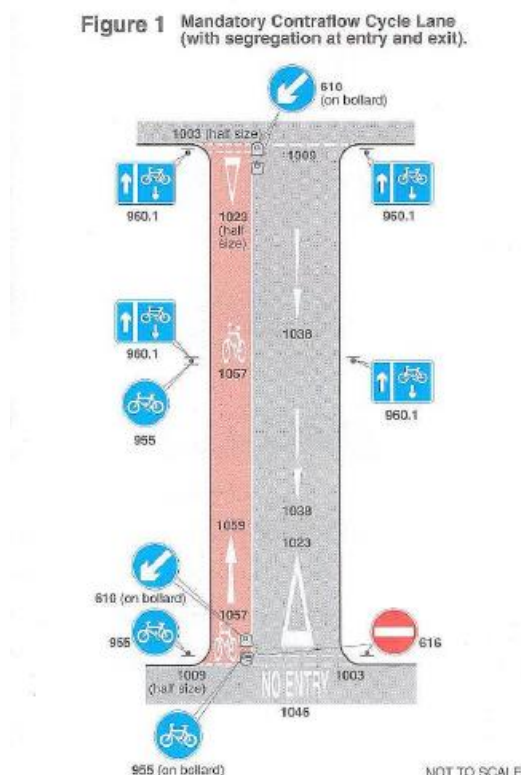 Figure 1 Mandatory Contraflow Cycle Lane
(with segregation at entry and exit).
610
(on bollard)
1003 (half size)
1009
960.1
1023
(half
size)
960.1
1038
960.1
1057
955
960.1
1038
1059
1023
610 (on bollard)
1057
955
616
1009
(half size)
NO ENTRY
1003
1046
955 (on bollard)
NOT TO SCALE